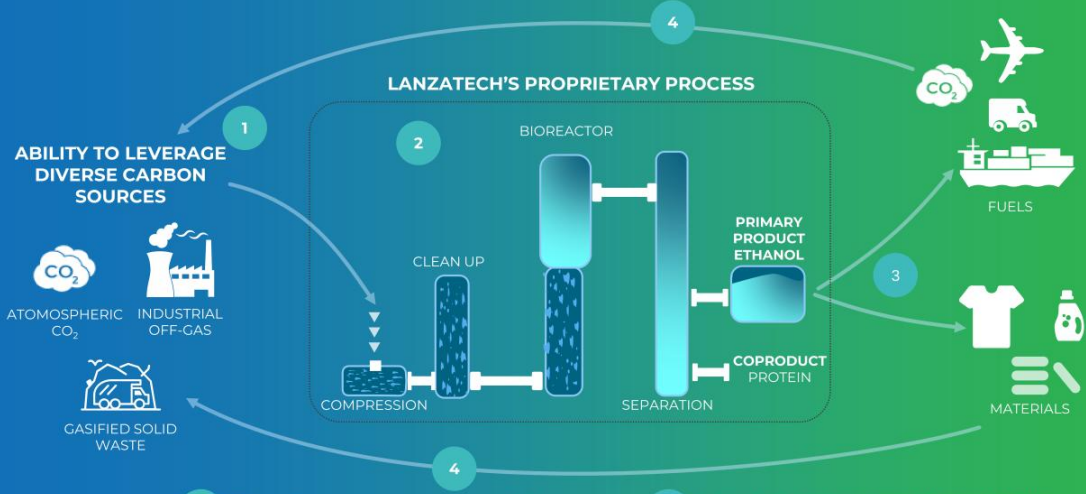 4
CO2
LANZATECH'S PROPRIETARY PROCESS
1
2
BIOREACTOR
ABILITY TO LEVERAGE
DIVERSE CARBON
SOURCES
FUELS
PRIMARY
PRODUCT
ETHANOL
CLEAN UP
3
CO2
ATOMOSPHERIC
CO2
INDUSTRIAL
OFF-GAS
COPRODUCT
PROTEIN
COMPRESSION
SEPARATION
MATERIALS
GASIFIED SOLID
WASTE
4